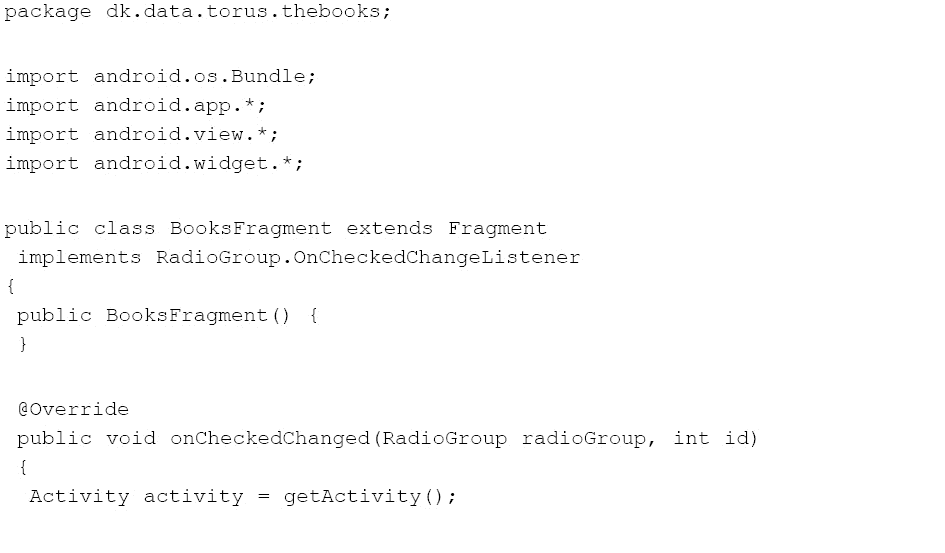 package dk.data.torus.thebooks;
import android.os.Bundle;
import android.app.*;
import android.view.*;
import android.widget.*;
public class BooksFragment extends Fragment
implements RadioGroup.OnCheckedChangeListener
{
public BooksFragment() {
}
@Override
public void onCheckedChanged(RadioGroup radioGroup, int id)
{
Activity activity = getActivity();